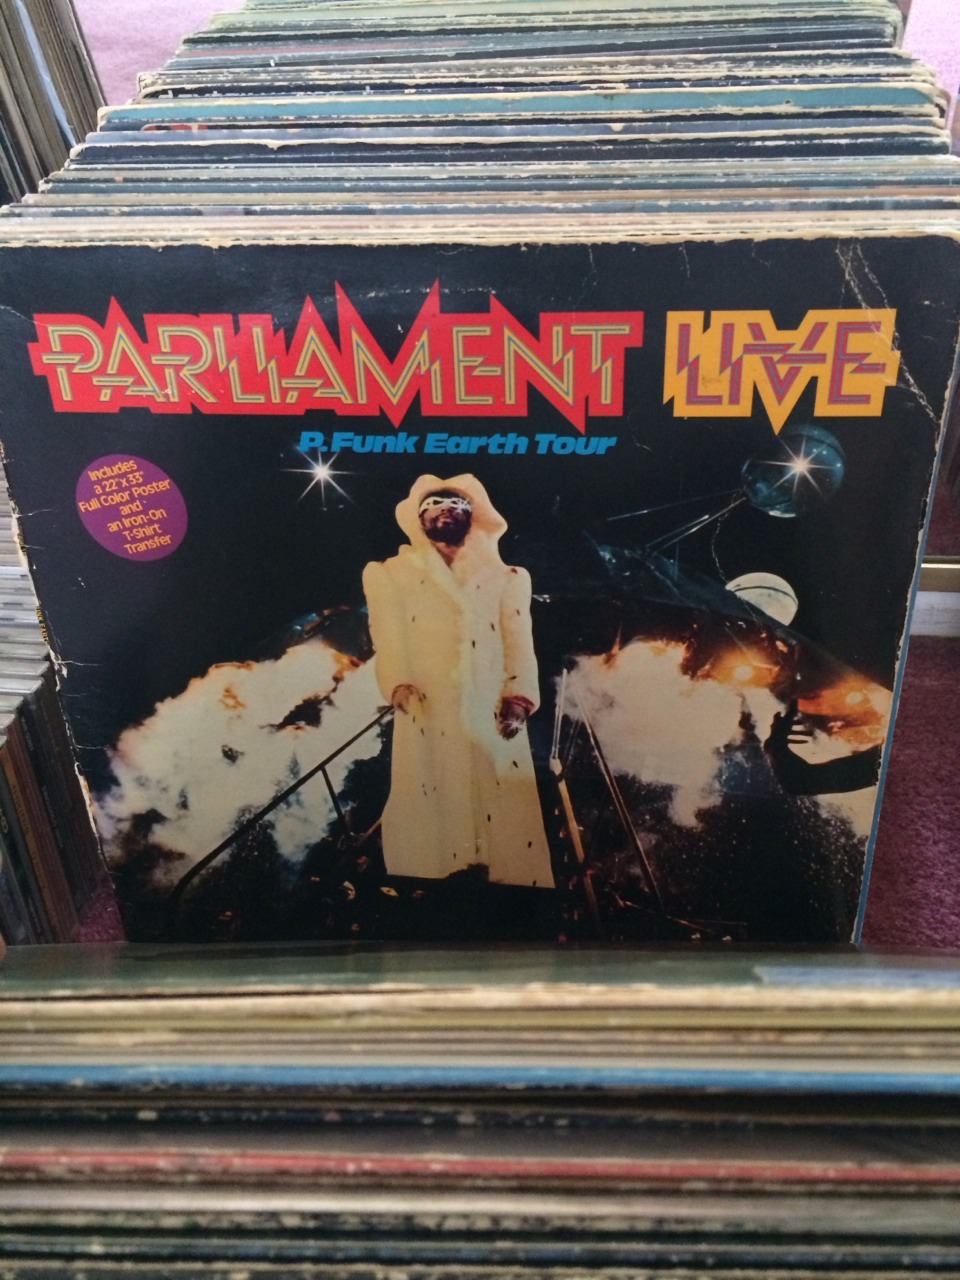 PARLIAMENT LIVE
P.Funk Earth Tour
Includes
a 22"x33"
Full Color Poster
and
an Iron-On
T-Shirt
Transfer